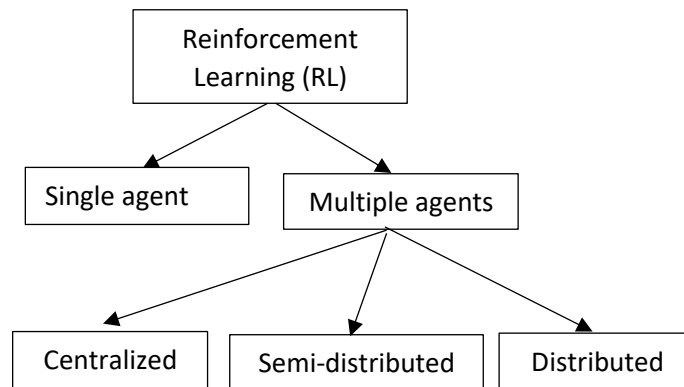 Reinforcement
Learning (RL)
Single agent
Multiple agents
Centralized
Semi-distributed
Distributed